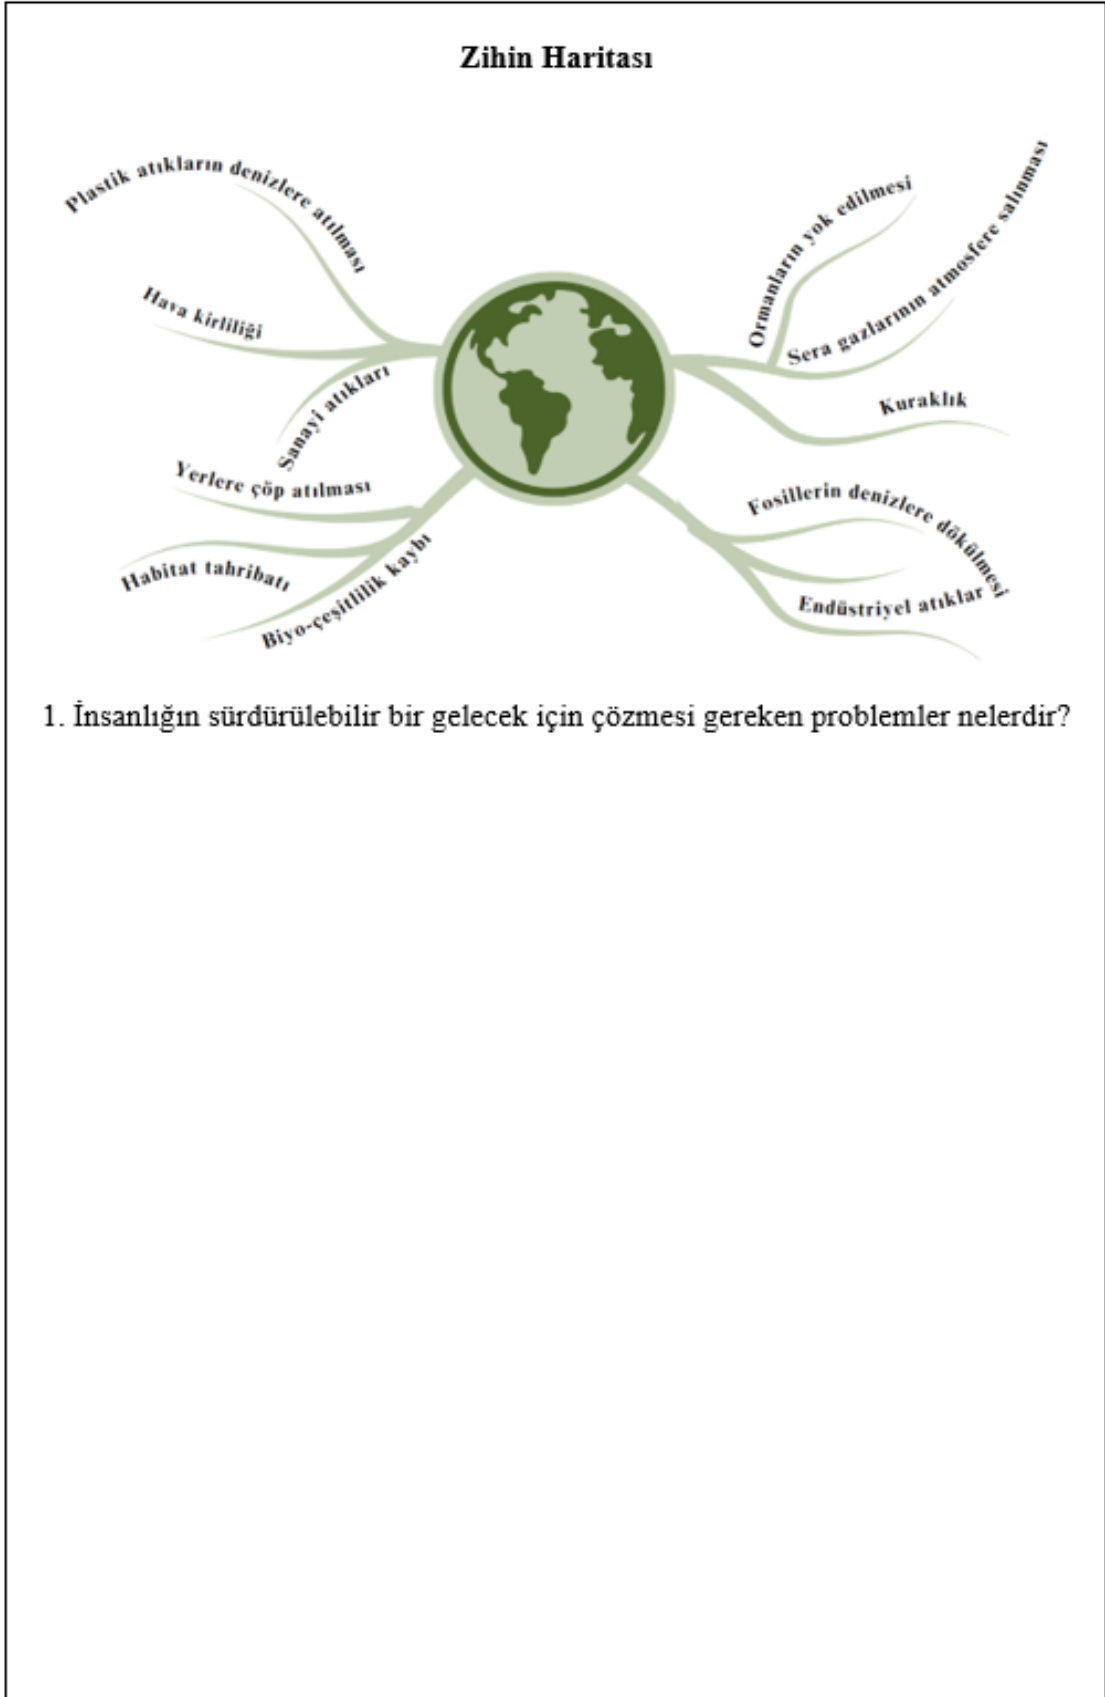 Zihin Haritası
Plastik atıkların denizlere atılması
Hava kirliliği
Sanayi atıkları
Yerlere çöp atılması
Habitat tahribatı
Biyo-çeşitlilik kaybı
Ormanların yok edilmesi
Sera gazlarının atmosfere salınması
Kuraklık
Fosillerin denizlere dökülmesi
Endüstriyel atıklar
1. İnsanlığın sürdürülebilir bir gelecek için çözmesi gereken problemler nelerdir?